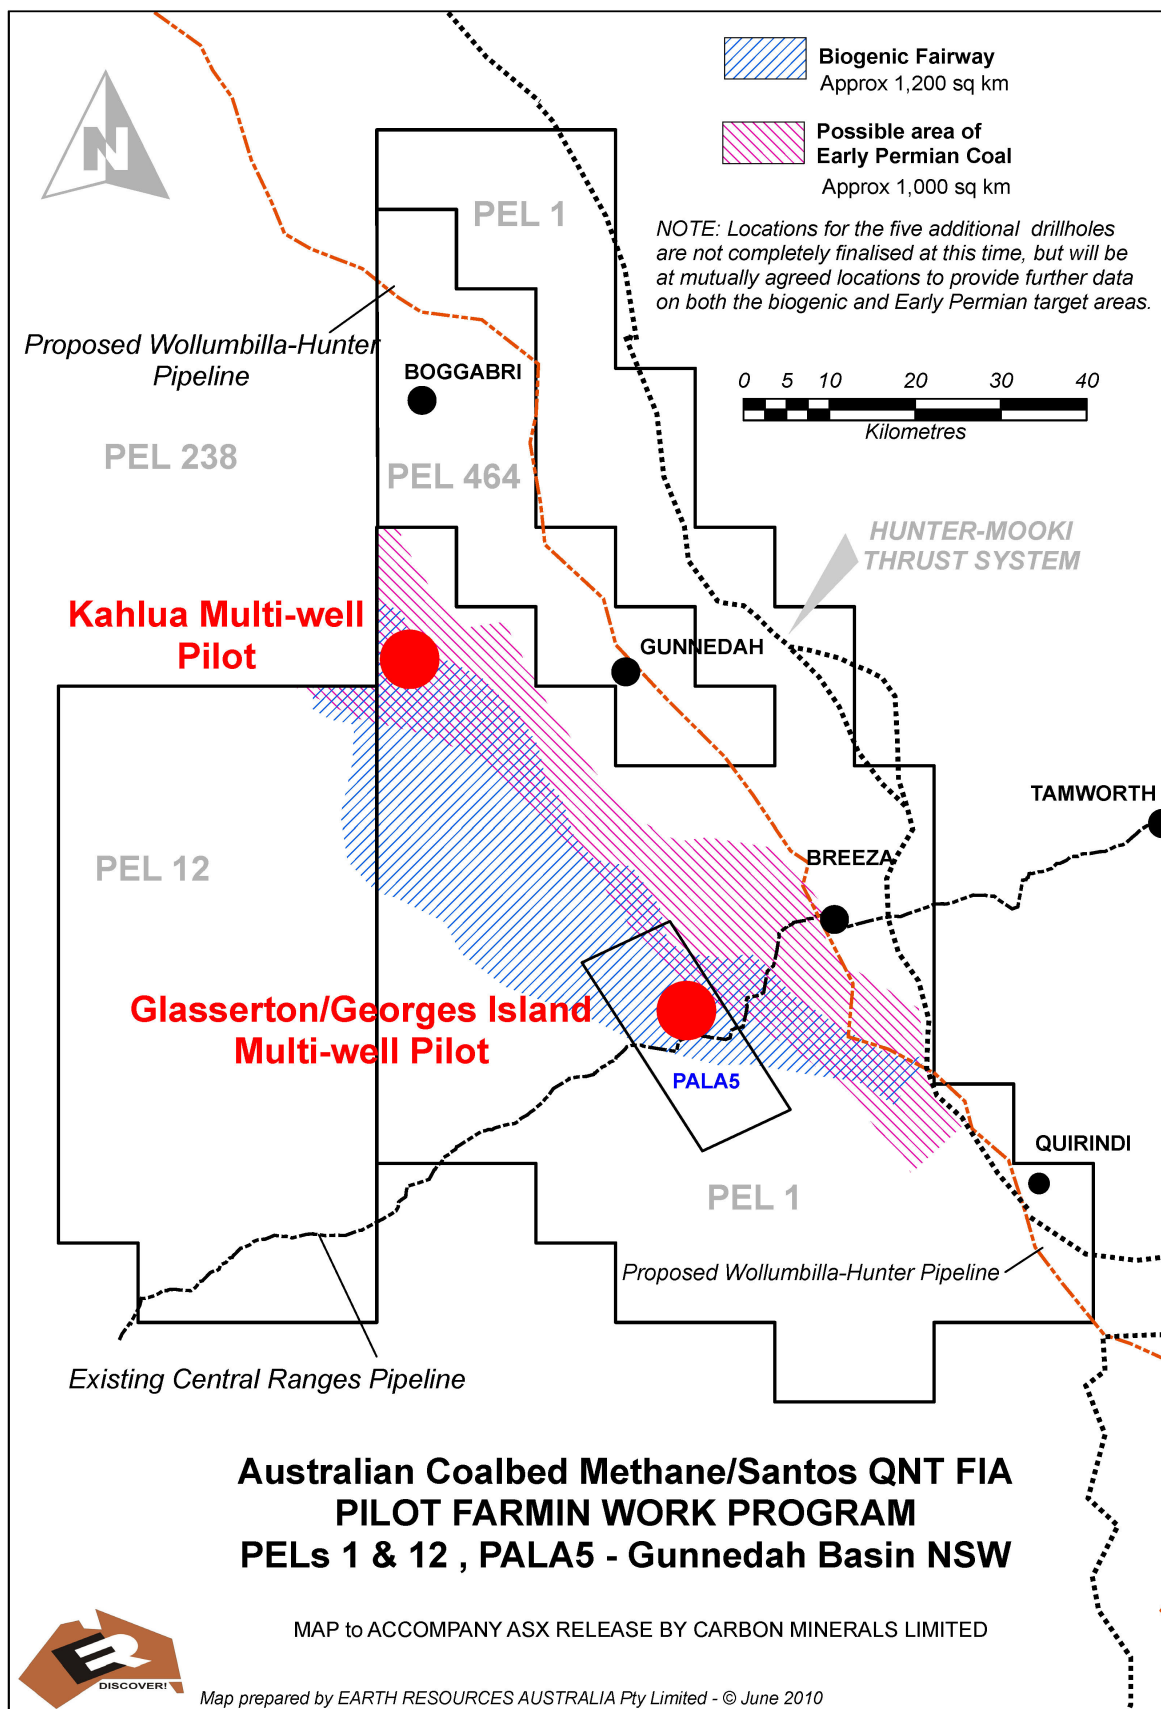 Biogenic Fairway
Approx 1,200 sq km
Possible area of
Early Permian Coal
Approx 1,000 sq km
NOTE: Locations for the five additional drillholes
are not completely finalised at this time, but will be
at mutually agreed locations to provide further data
on both the biogenic and Early Permian target areas.
N
PEL 1
Proposed Wollumbilla-Hunter
Pipeline
BOGGABRI
0 5 10 20 30 40
Kilometres
PEL 238
PEL 464
HUNTER-MOOKI
THRUST SYSTEM
Kahlua Multi-well
Pilot
GUNNEDAH
TAMWORTH
PEL 12
BREEZA
Glasserton/Georges Island
Multi-well Pilot
PALA5
QUIRINDI
PEL 1
Proposed Wollumbilla-Hunter Pipeline
Existing Central Ranges Pipeline
Australian Coalbed Methane/Santos QNT FIA
PILOT FARMIN WORK PROGRAM
PELs 1 & 12 , PALA5 - Gunnedah Basin NSW
MAP to ACCOMPANY ASX RELEASE BY CARBON MINERALS LIMITED
ER
DISCOVER!
Map prepared by EARTH RESOURCES AUSTRALIA Pty Limited - © June 2010